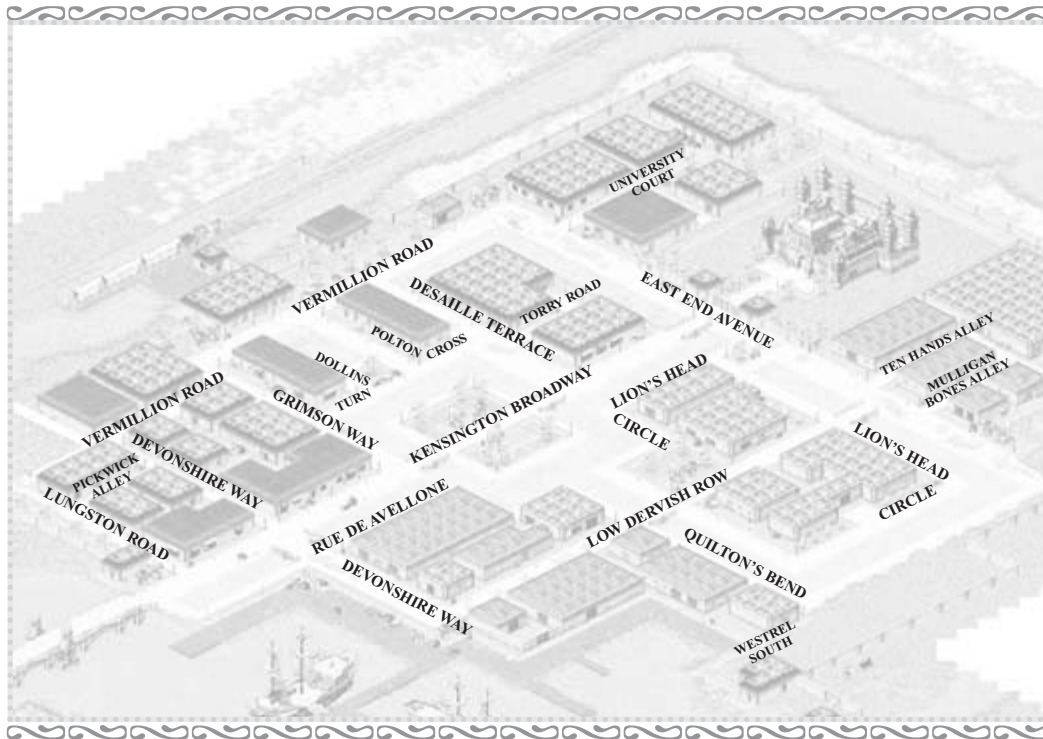 UNIVERSITY
COURT
VERMILLION ROAD
DESAILLE TERRACE
TORRY ROAD
EAST END AVENUE
POLTON CROSS
DOLLINS
TURN
TEN HANDS ALLEY
MULLIGAN
BONES ALLEY
VERMILLION ROAD
GRIMSON WAY
KENSINGTON BROADWAY
LION'S HEAD
CIRCLE
LION'S HEAD
CIRCLE
DEVONSHIRE WAY
PICKWICK
ALLEY
LUNGSTON ROAD
RUE DE AVELLONE
LOW DERVISH ROW
QUILTON'S BEND
DEVONSHIRE WAY
WESTREL
SOUTH